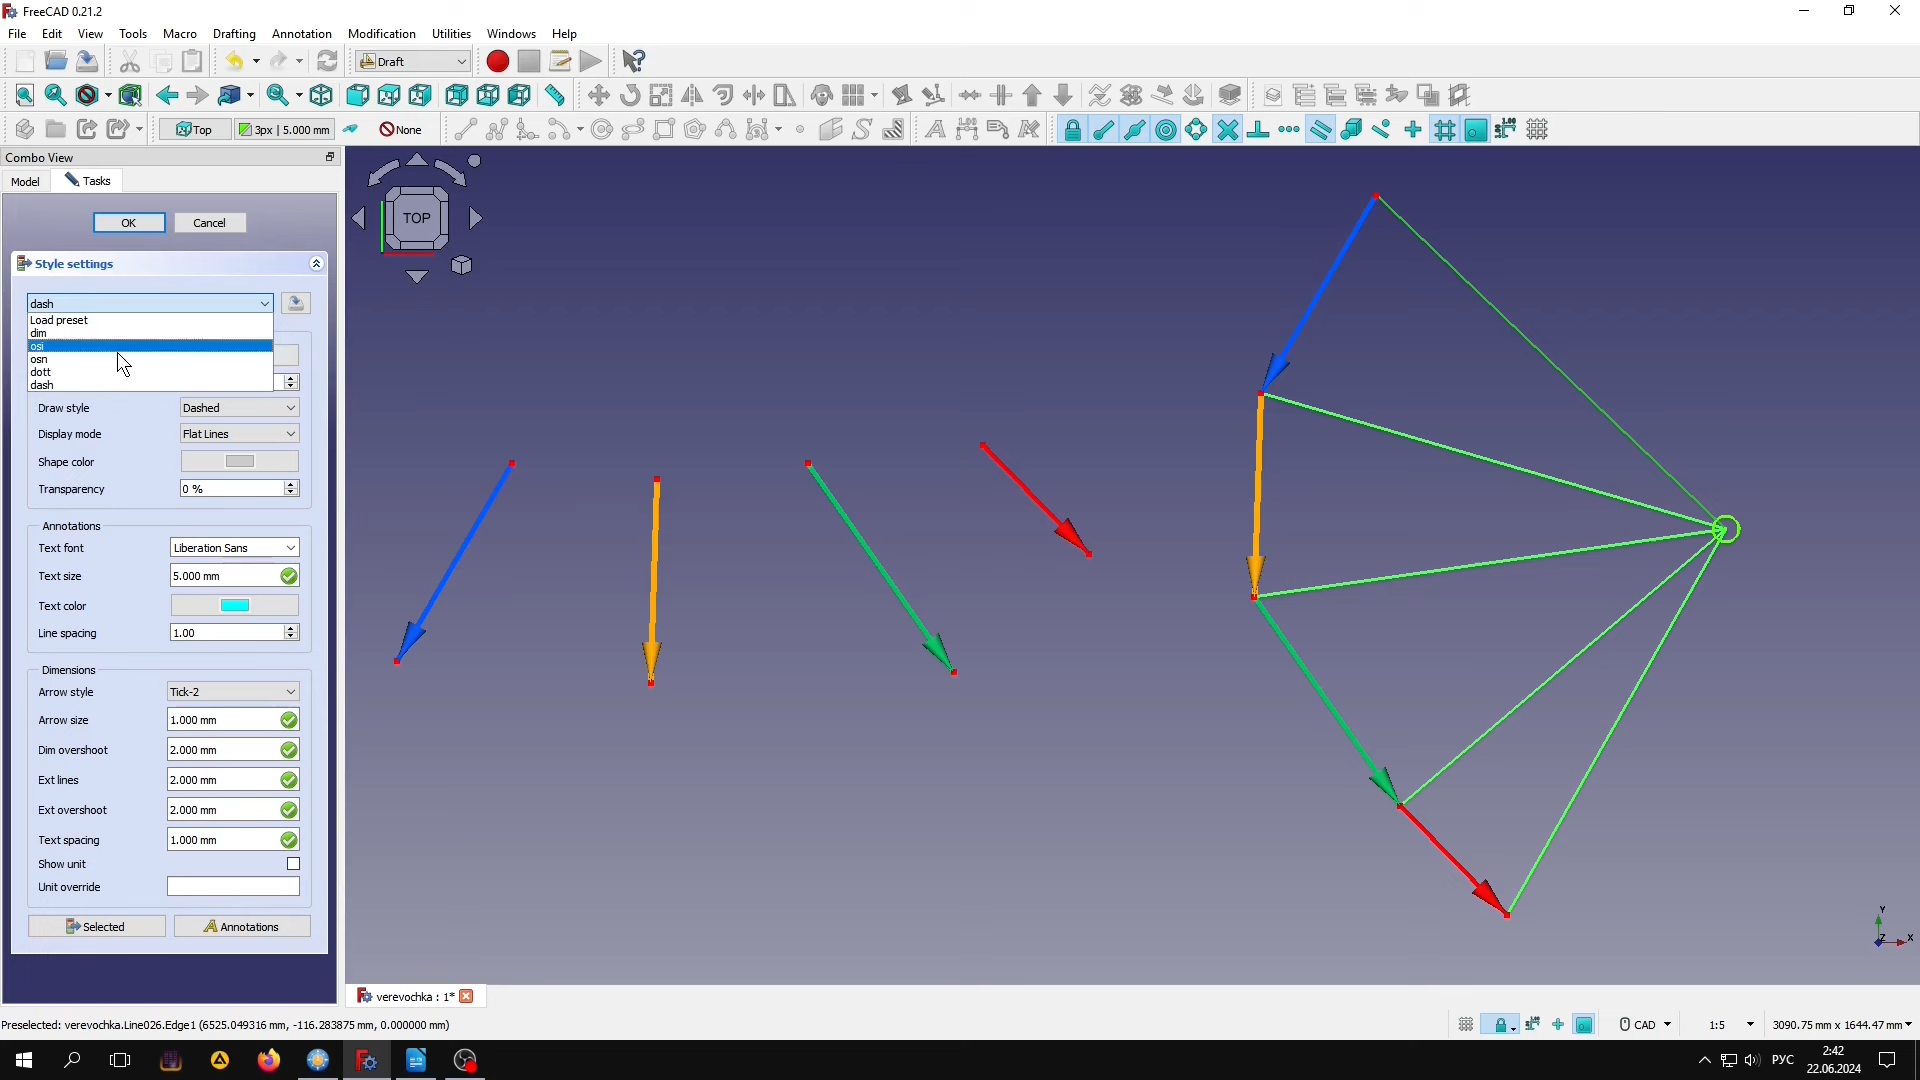 FreeCAD 0.21.2
File Edit View Tools Macro Drafting Annotation Modification Utilities Windows Help
Draft
Top 3px | 5.000 mm None
Combo View
Model Tasks
TOP
OK Cancel
Style settings
dash
Load preset
dim
osi
osn
dott
dash
Draw style Dashed
Display mode Flat Lines
Shape color
Transparency 0 %
Annotations
Text font Liberation Sans
Text size 5.000 mm
Text color
Line spacing 1.00
Dimensions
Arrow style Tick-2
Arrow size 1.000 mm
Dim overshoot 2.000 mm
Ext lines 2.000 mm
Ext overshoot 2.000 mm
Text spacing 1.000 mm
Show unit
Unit override
Selected Annotations
Y
Z X
verevochka : 1*
Preselected: verevochka.Line026.Edge1 (6525.049316 mm, -116.283875 mm, 0.000000 mm)
CAD 1:5 3090.75 mm x 1644.47 mm
РУС
2:42
22.06.2024